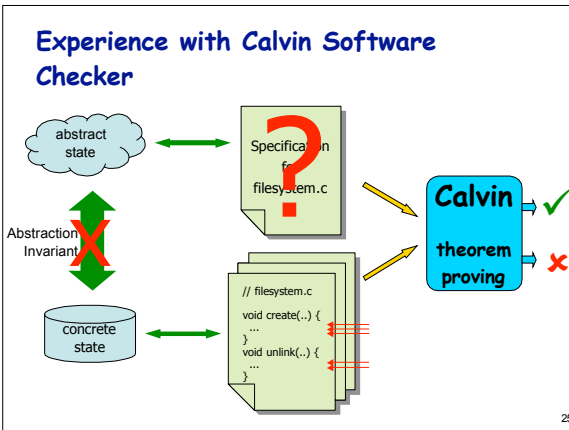 Experience with Calvin Software
Checker
abstract
state
Specification
for
filesystem.c
?
Abstraction
Invariant
X
Calvin
theorem
proving
✓
✘
// filesystem.c
void create(..) {
...
}
void unlink(..) {
...
}
concrete
state
25